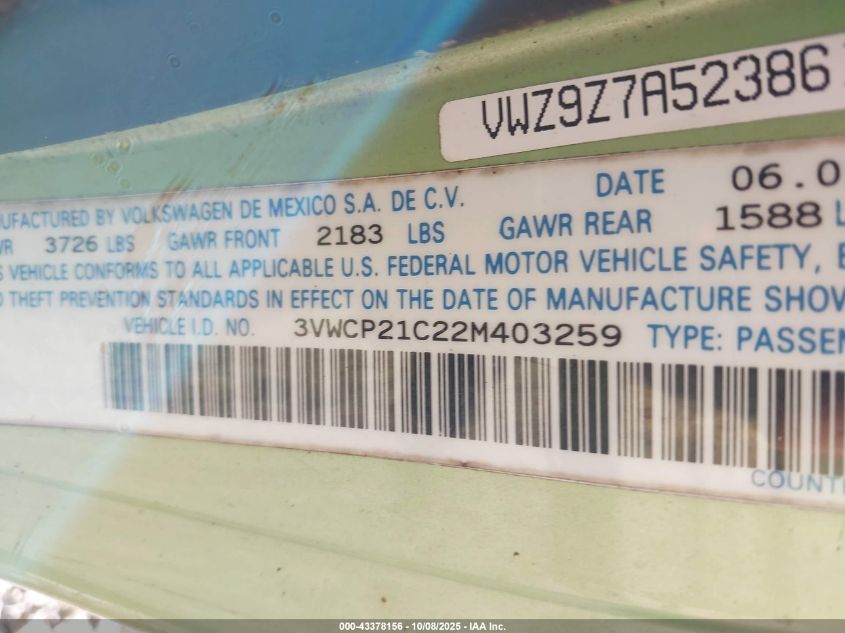 VWZ9Z7A52386
DATE 06.0
UFACTURED BY VOLKSWAGEN DE MEXICO S.A. DE C.V.
WR 3726 LBS GAWR FRONT 2183 LBS GAWR REAR 1588 L
S VEHICLE CONFORMS TO ALL APPLICABLE U.S. FEDERAL MOTOR VEHICLE SAFETY, B
D THEFT PREVENTION STANDARDS IN EFFECT ON THE DATE OF MANUFACTURE SHOW
VEHICLE I.D. NO. 3VWCP21C22M403259 TYPE: PASSEN
COUNT
000-43378156 - 10/08/2025 - IAA Inc.